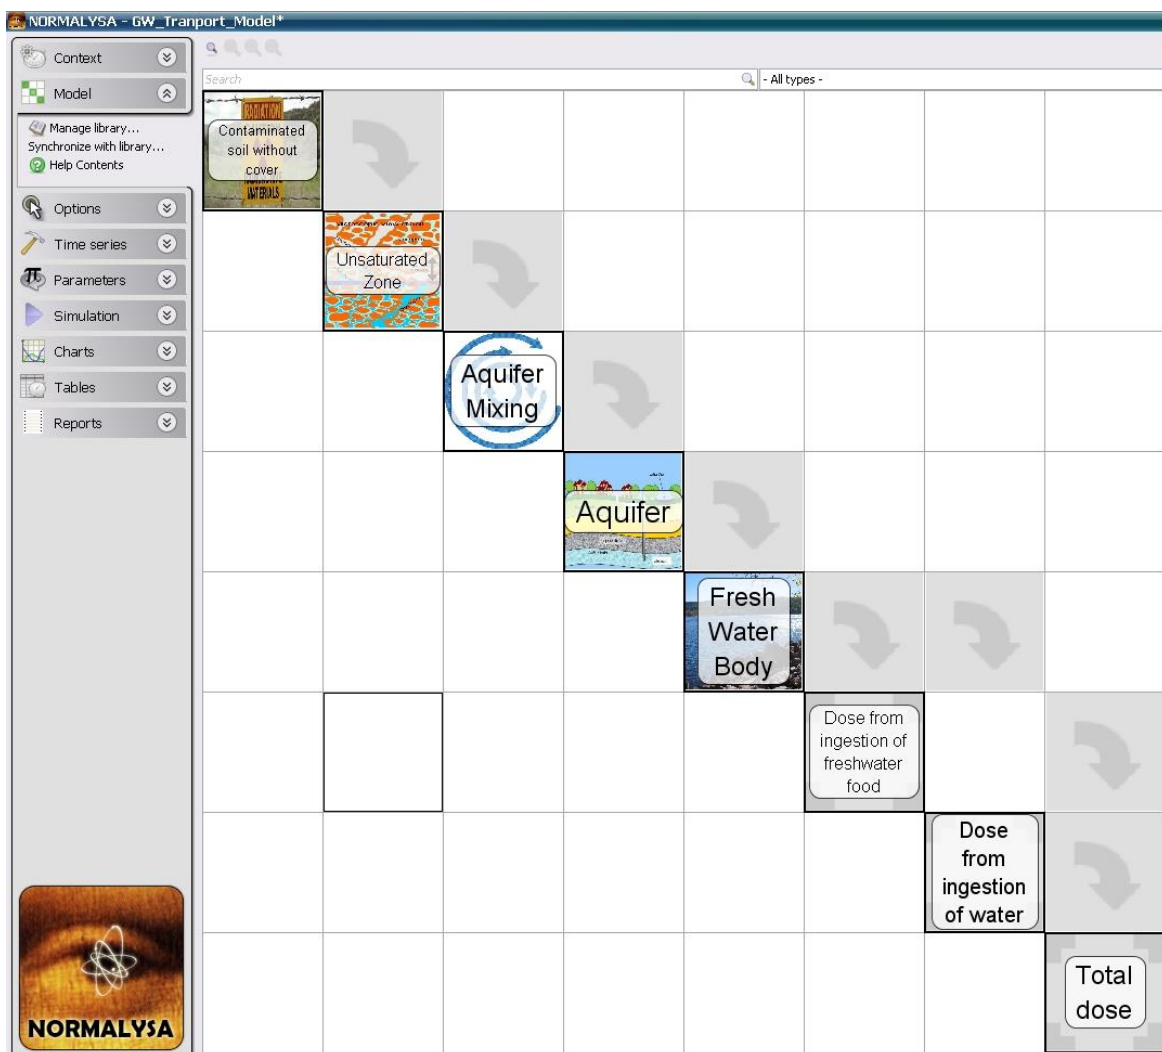 NORMALYSA - GW_Tranport_Model*
Context
Model
Manage library...
Synchronize with library...
Help Contents
Options
Time series
Parameters
Simulation
Charts
Tables
Reports
NORMALYSA
Search
- All types -
RADIATION
Contaminated
soil without
cover
MATERIALS
Unsaturated
Zone
Aquifer
Mixing
Aquifer
Fresh
Water
Body
Dose from
ingestion of
freshwater
food
Dose
from
ingestion
of water
Total
dose